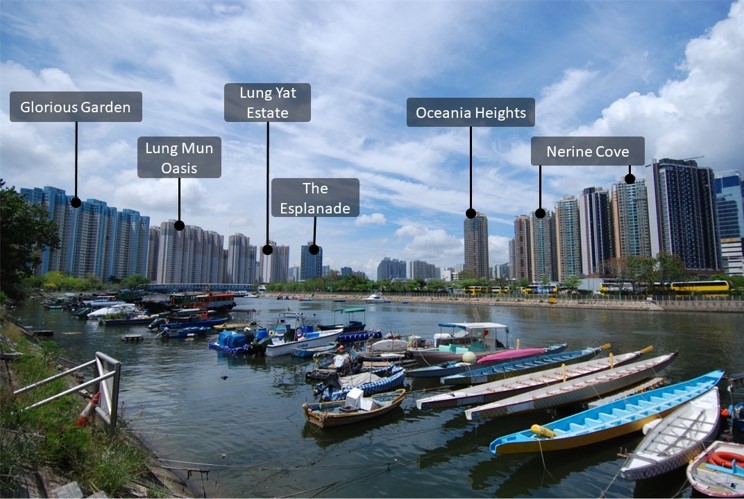 Glorious Garden
Lung Mun
Oasis
Lung Yat
Estate
The
Esplanade
Oceania Heights
Nerine Cove